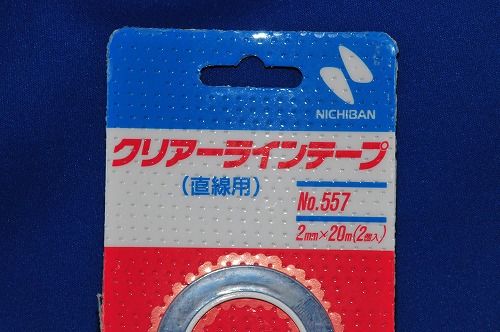 NICHIBAN
クリアーラインテープ
(直線用)
No.557
2mm×20m(2個入)